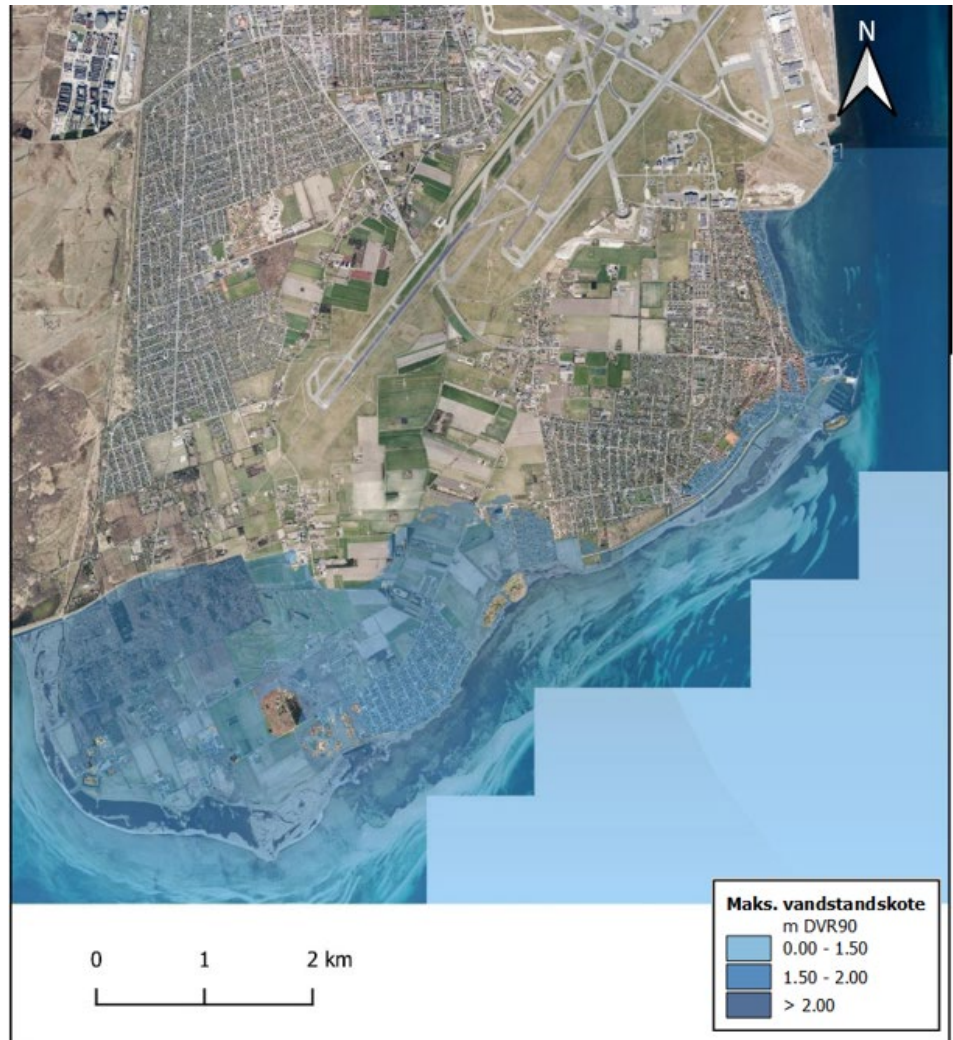 N
0 1 2 km
Maks. vandstandskote
m DVR90
0.00 - 1.50
1.50 - 2.00
> 2.00